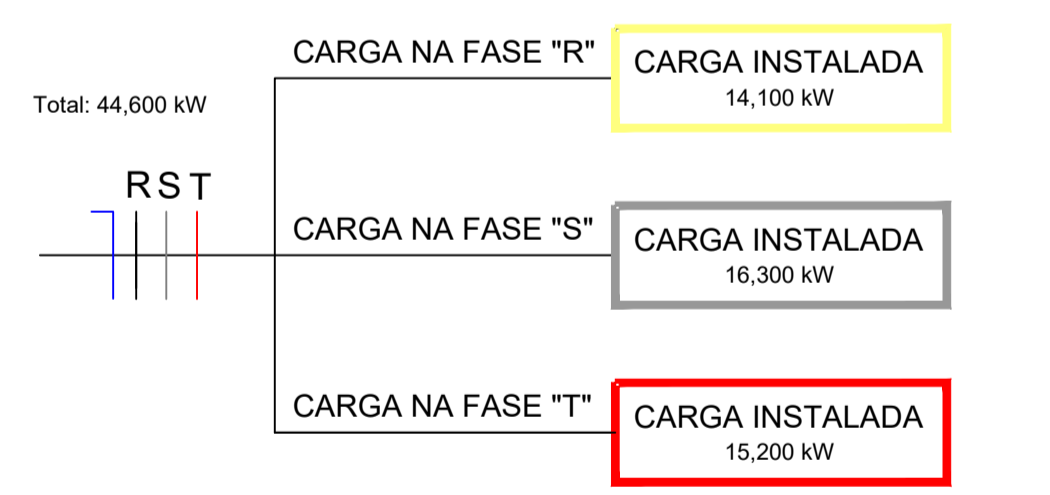 CARGA NA FASE "R"
CARGA INSTALADA
14,100 kW
Total: 44,600 kW
R S T
CARGA NA FASE "S"
CARGA INSTALADA
16,300 kW
CARGA NA FASE "T"
CARGA INSTALADA
15,200 kW